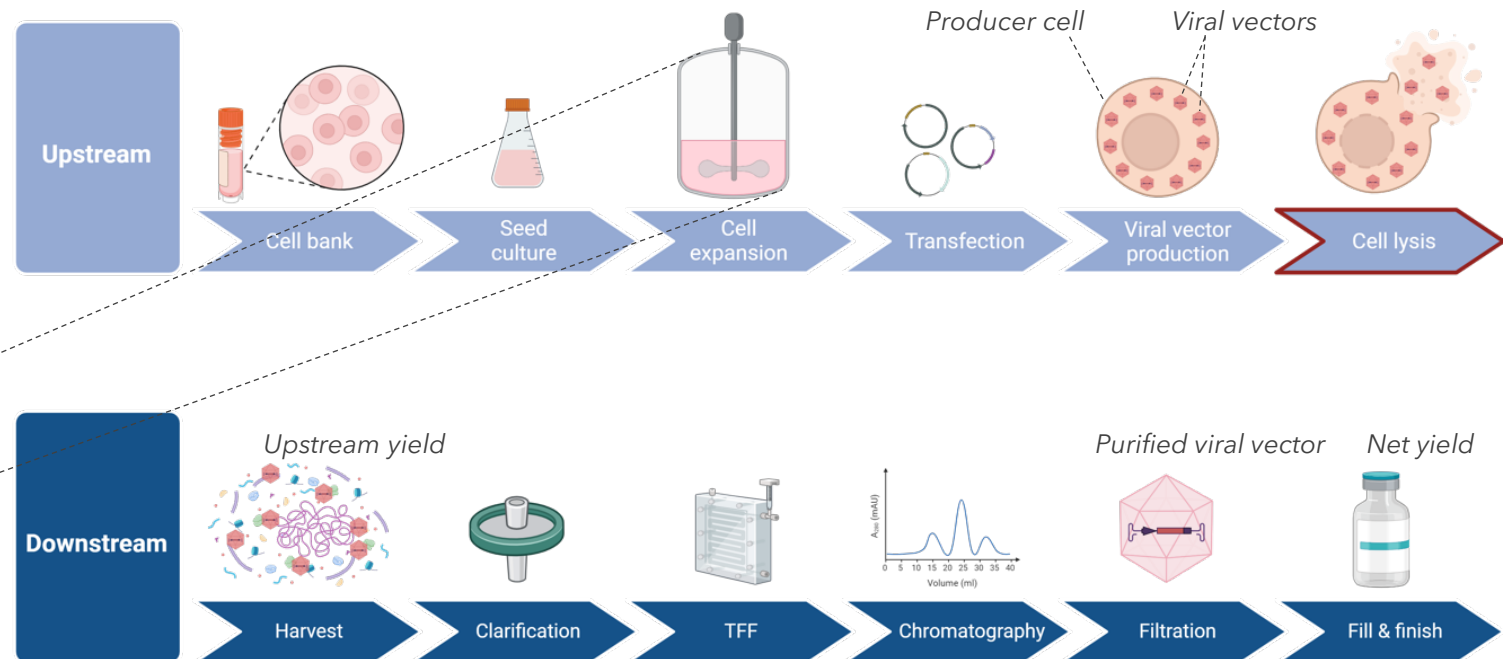 Producer cell
Viral vectors
Upstream
Cell bank
Seed
culture
Cell
expansion
Transfection
Viral vector
production
Cell lysis
Downstream
Upstream yield
Purified viral vector
Net yield
A280 (mAU)
0 5 10 15 20 25 30 35 40
Volume (ml)
Harvest
Clarification
TFF
Chromatography
Filtration
Fill & finish